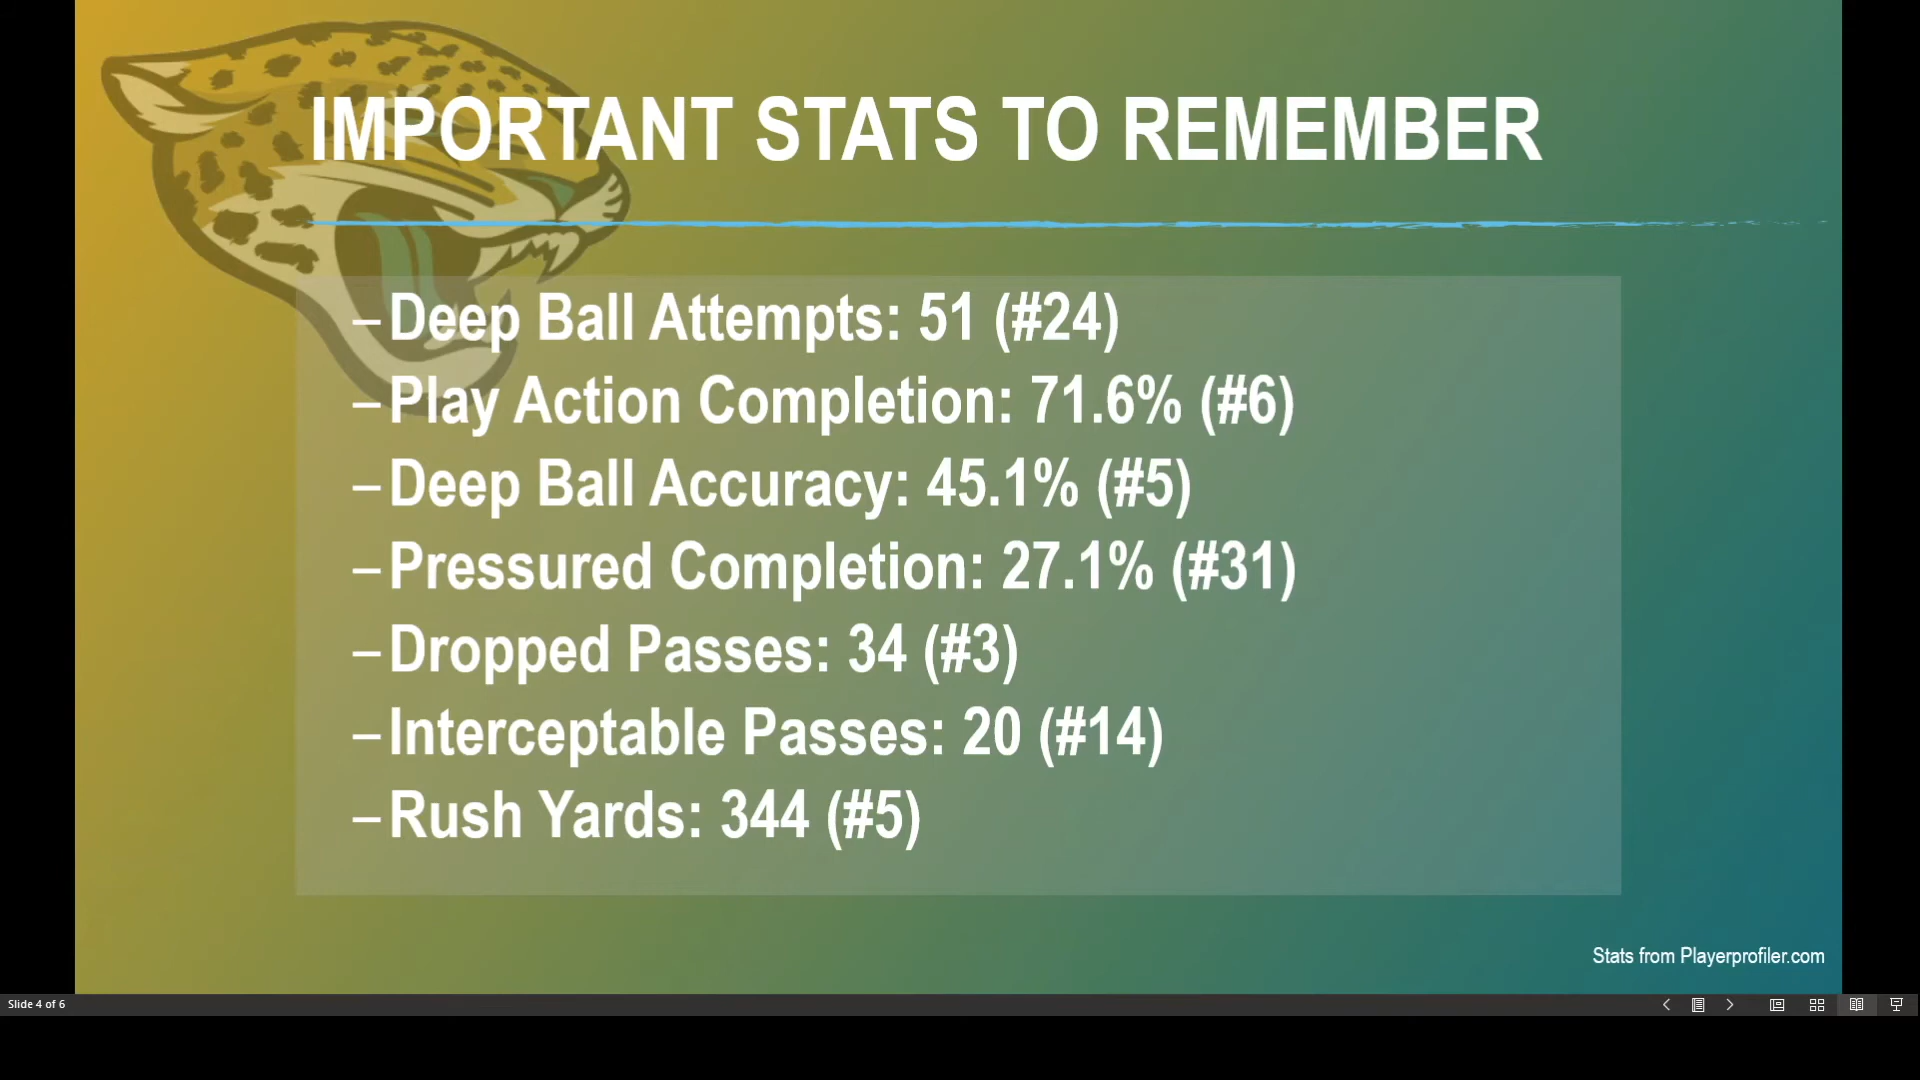 IMPORTANT STATS TO REMEMBER
–Deep Ball Attempts: 51 (#24)
–Play Action Completion: 71.6% (#6)
–Deep Ball Accuracy: 45.1% (#5)
–Pressured Completion: 27.1% (#31)
–Dropped Passes: 34 (#3)
–Interceptable Passes: 20 (#14)
–Rush Yards: 344 (#5)
Stats from Playerprofiler.com
Slide 4 of 6